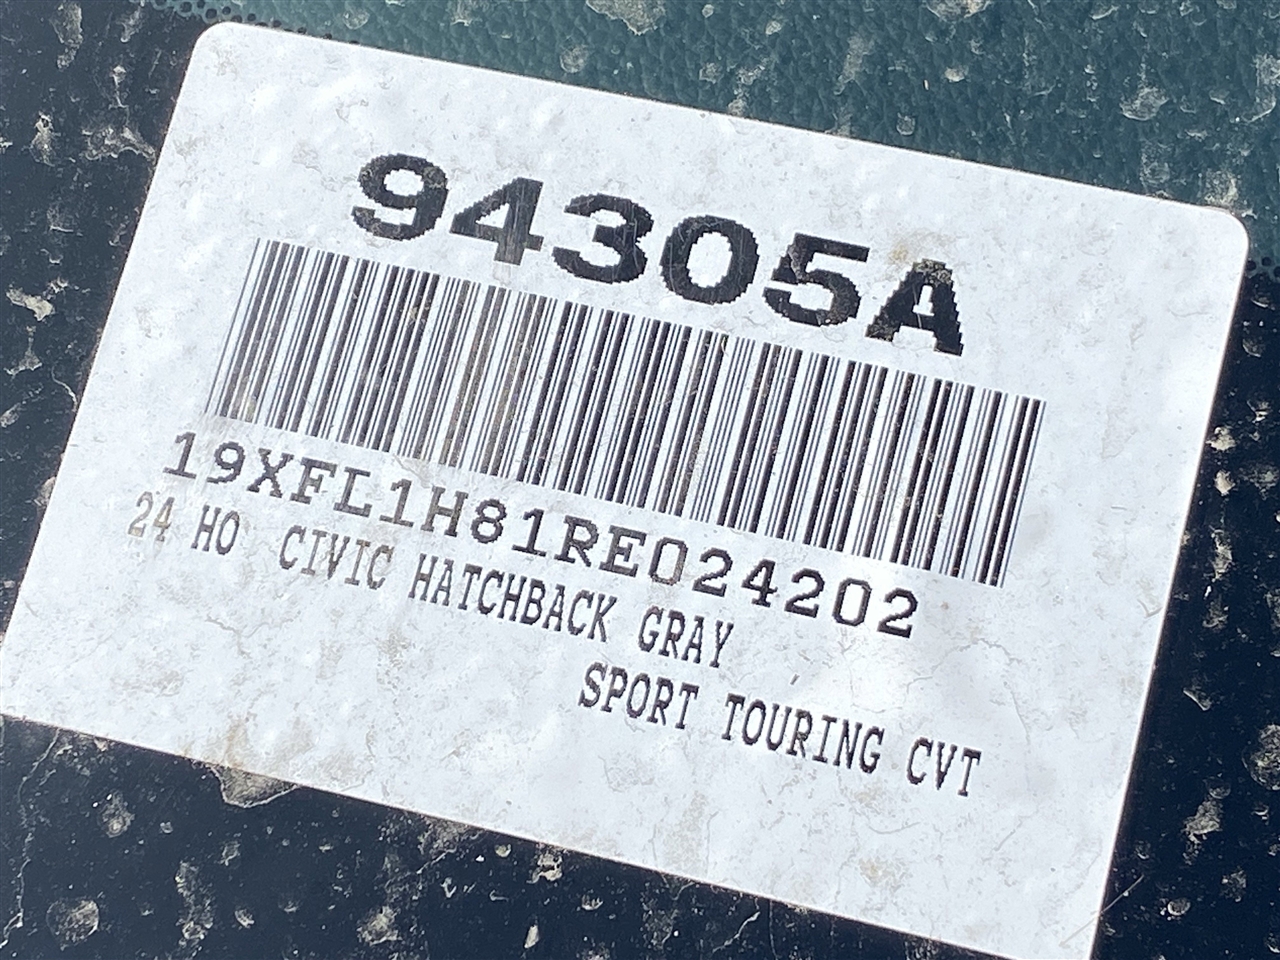 94305A
19XFL1H81RE024202
24 HO CIVIC HATCHBACK GRAY
SPORT TOURING CVT